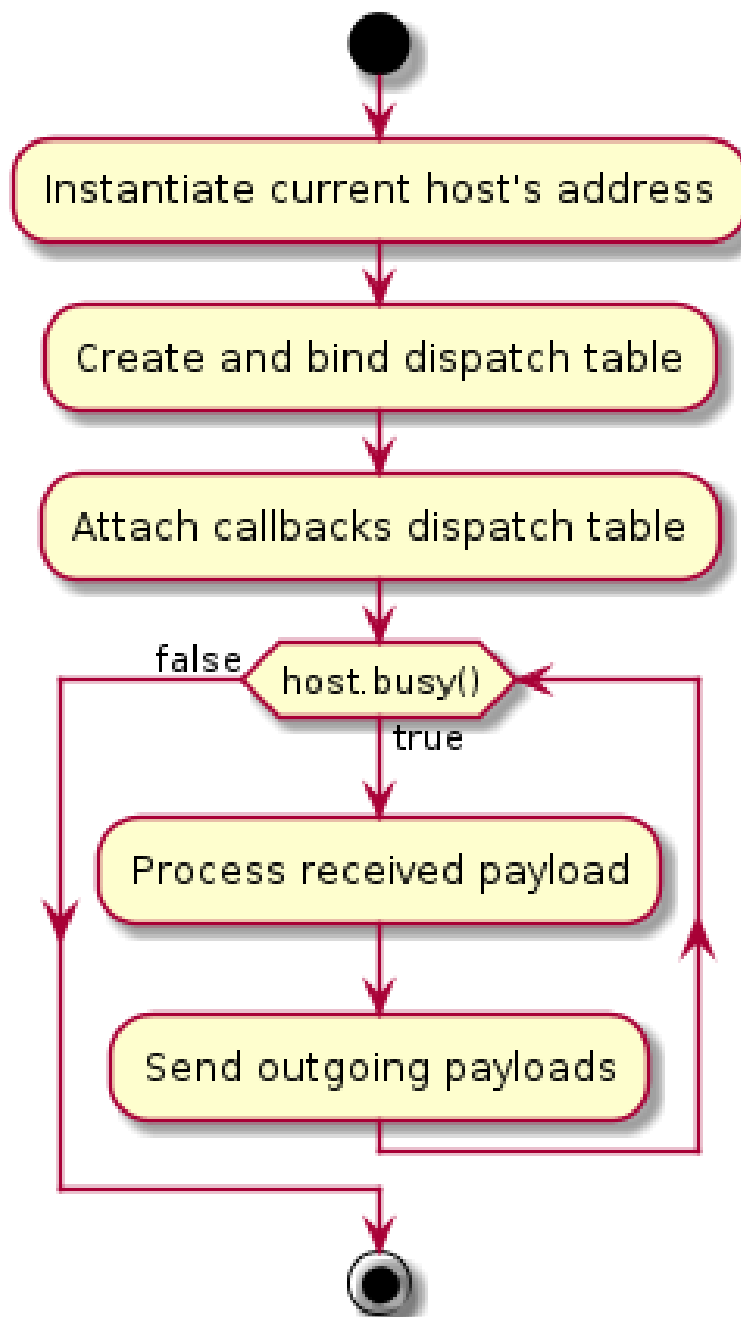 Instantiate current host's address
Create and bind dispatch table
Attach callbacks dispatch table
false
host.busy()
true
Process received payload
Send outgoing payloads